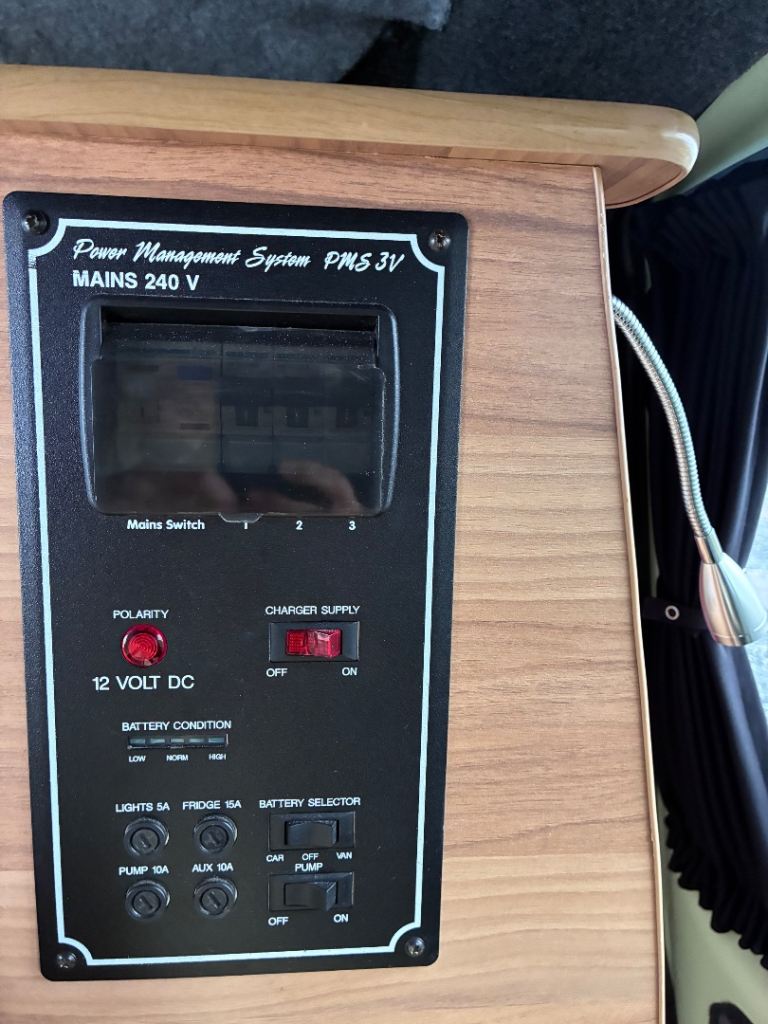 Power Management System PMS 3V
MAINS 240 V
Mains Switch 1 2 3
POLARITY
CHARGER SUPPLY
OFF ON
12 VOLT DC
BATTERY CONDITION
LOW NORM HIGH
LIGHTS 5A FRIDGE 15A BATTERY SELECTOR
CAR OFF VAN
PUMP 10A AUX 10A PUMP
OFF ON